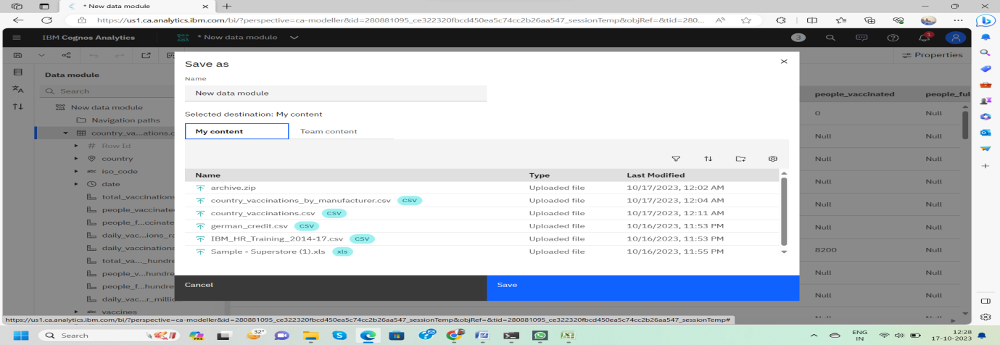 * New data module
https://us1.ca.analytics.ibm.com/bi/?perspective=ca-modeller&id=280881095_ce322320fbcd450ea5c74cc2b26aa547_sessionTemp&objRef=&tid=280...
IBM Cognos Analytics
* New data module
3
1
Properties
Data module
Search
New data module
Navigation paths
country_va...ations.c
# Row Id
country
abc iso_code
date
total_vaccinations
people_vaccinate
people_f...ccinate
daily_vac...ions_ra
daily_vaccinations
total_va..._hundre
people_v...hundre
people_f...hundre
daily_vac...r_millio
abc vaccines
Save as
Name
New data module
Selected destination: My content
My content
Team content
Name Type Last Modified
archive.zip Uploaded file 10/17/2023, 12:02 AM
country_vaccinations_by_manufacturer.csv CSV Uploaded file 10/17/2023, 12:04 AM
country_vaccinations.csv CSV Uploaded file 10/17/2023, 12:11 AM
german_credit.csv CSV Uploaded file 10/16/2023, 11:53 PM
IBM_HR_Training_2014-17.csv CSV Uploaded file 10/16/2023, 11:53 PM
Sample - Superstore (1).xls xls Uploaded file 10/16/2023, 11:55 PM
Cancel
Save
people_vaccinated people_ful
0 Null
Null Null
Null Null
Null Null
Null Null
Null Null
8200 Null
Null Null
Null Null
https://us1.ca.analytics.ibm.com/bi/?perspective=ca-modeller&id=280881095_ce322320fbcd450ea5c74cc2b26aa547_sessionTemp&objRef=&tid=280881095_ce322320fbcd450ea5c74cc2b26aa547_sessionTemp#
Search
32°
ENG
IN
12:28
17-10-2023